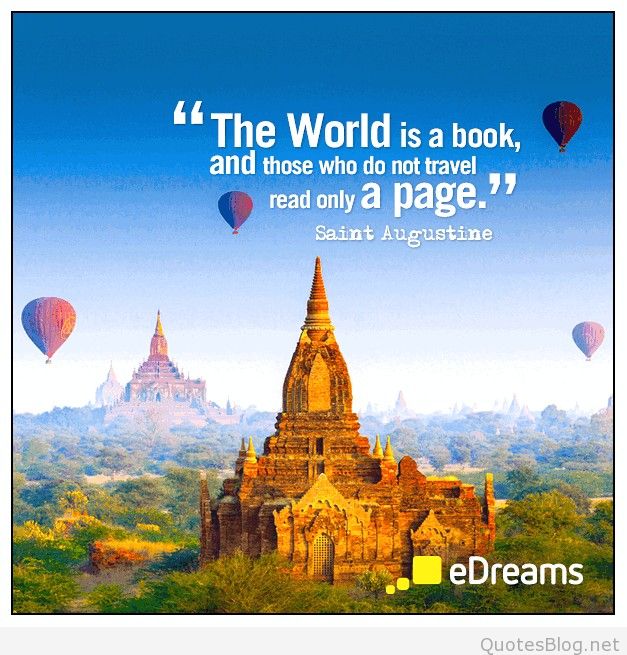 “The World is a book,
and those who do not travel
read only a page.”
Saint Augustine
eDreams
QuotesBlog.net